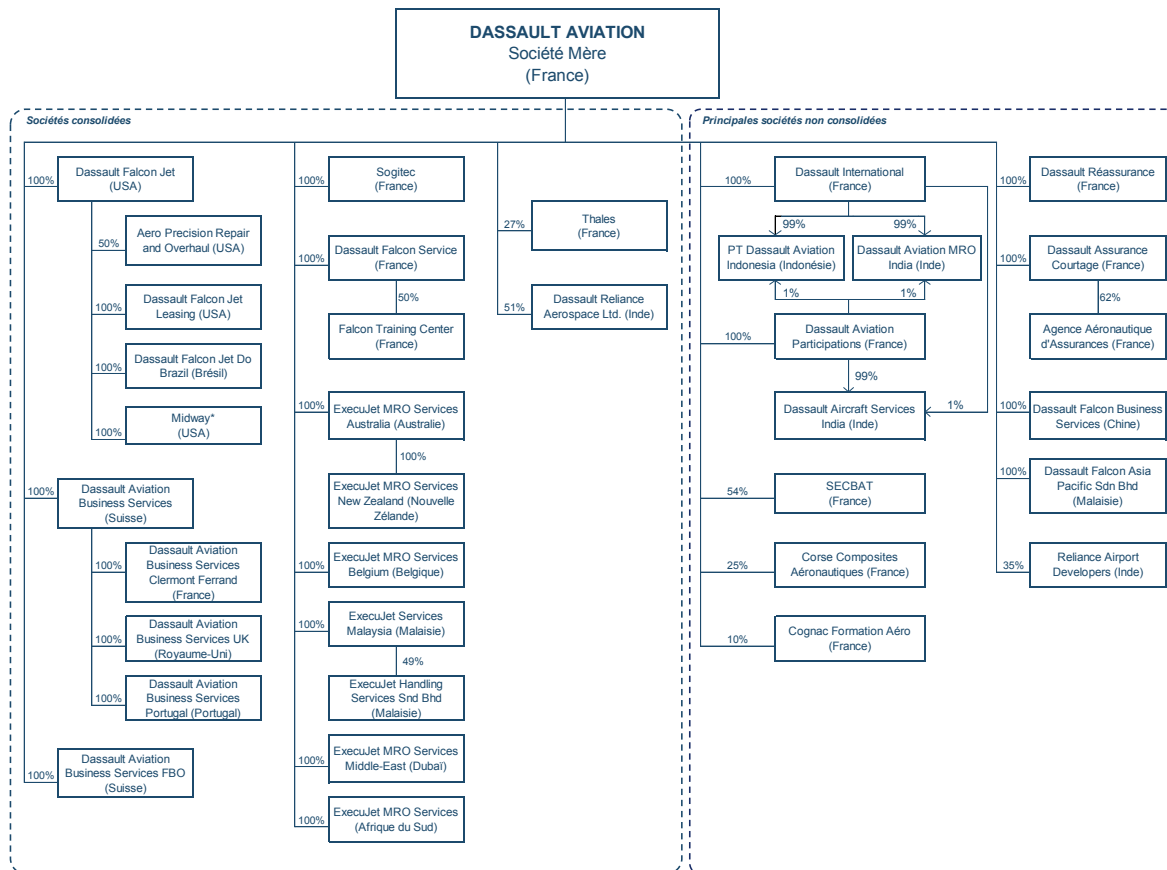 DASSAULT AVIATION
Société Mère
(France)
Sociétés consolidées
100%
Dassault Falcon Jet
(USA)
50%
Aero Precision Repair
and Overhaul (USA)
100%
Dassault Falcon Jet
Leasing (USA)
100%
Dassault Falcon Jet Do
Brazil (Brésil)
100%
Midway*
(USA)
100%
Dassault Aviation
Business Services
(Suisse)
100%
Dassault Aviation
Business Services
Clermont Ferrand
(France)
100%
Dassault Aviation
Business Services UK
(Royaume-Uni)
100%
Dassault Aviation
Business Services
Portugal (Portugal)
100%
Dassault Aviation
Business Services FBO
(Suisse)
100%
Sogitec
(France)
100%
Dassault Falcon Service
(France)
50%
Falcon Training Center
(France)
100%
ExecuJet MRO Services
Australia (Australie)
100%
ExecuJet MRO Services
New Zealand (Nouvelle
Zélande)
100%
ExecuJet MRO Services
Belgium (Belgique)
100%
ExecuJet Services
Malaysia (Malaisie)
49%
ExecuJet Handling
Services Snd Bhd
(Malaisie)
100%
ExecuJet MRO Services
Middle-East (Dubaï)
100%
ExecuJet MRO Services
(Afrique du Sud)
27%
Thales
(France)
51%
Dassault Reliance
Aerospace Ltd. (Inde)
Principales sociétés non consolidées
100%
Dassault International
(France)
99%
99%
PT Dassault Aviation
Indonesia (Indonésie)
Dassault Aviation MRO
India (Inde)
1%
1%
100%
Dassault Aviation
Participations (France)
99%
Dassault Aircraft Services
India (Inde)
1%
54%
SECBAT
(France)
25%
Corse Composites
Aéronautiques (France)
10%
Cognac Formation Aéro
(France)
100%
Dassault Réassurance
(France)
100%
Dassault Assurance
Courtage (France)
62%
Agence Aéronautique
d'Assurances (France)
100%
Dassault Falcon Business
Services (Chine)
100%
Dassault Falcon Asia
Pacific Sdn Bhd
(Malaisie)
35%
Reliance Airport
Developers (Inde)